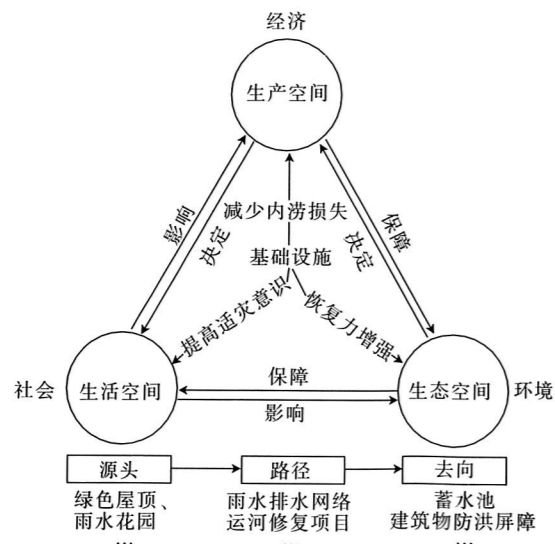 经济
生产空间
影响
决定
减少内涝损失
决定
保障
基础设施
提高适灾意识
恢复力增强
社会
生活空间
保障
影响
生态空间
环境
源头
路径
去向
绿色屋顶、
雨水花园
雨水排水网络
运河修复项目
蓄水池
建筑物防洪屏障